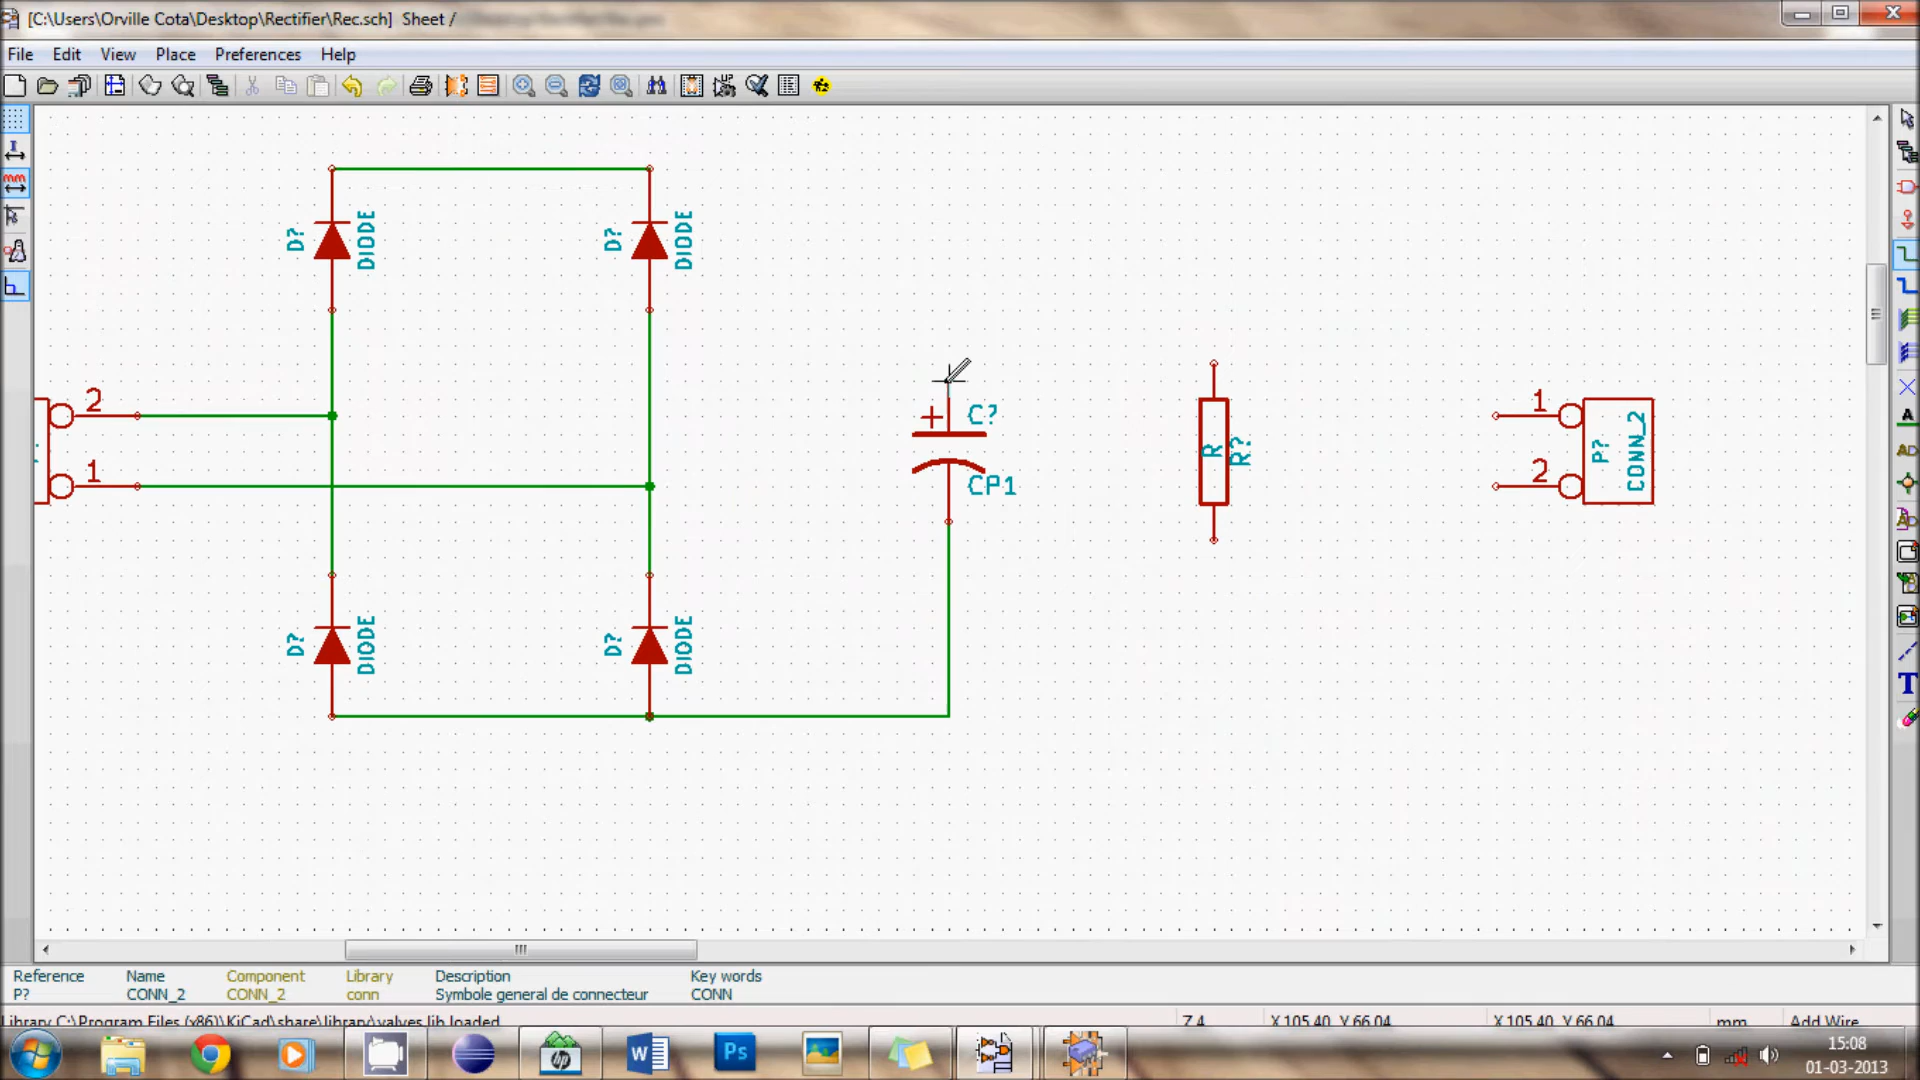 [C:\Users\Orville Cota\Desktop\Rectifier\Rec.sch] Sheet /
File Edit View Place Preferences Help
D? DIODE D? DIODE
2
1
+ C?
CP1
R R?
1
2
P? CONN_2
D? DIODE D? DIODE
Reference Name Component Library Description Key words
P? CONN_2 CONN_2 conn Symbole general de connecteur CONN
Library C:\Program Files (x86)\KiCad\share\library\valves.lib loaded Z 4 X 105.40 Y 66.04 X 105.40 Y 66.04 mm Add Wire
15:08
01-03-2013